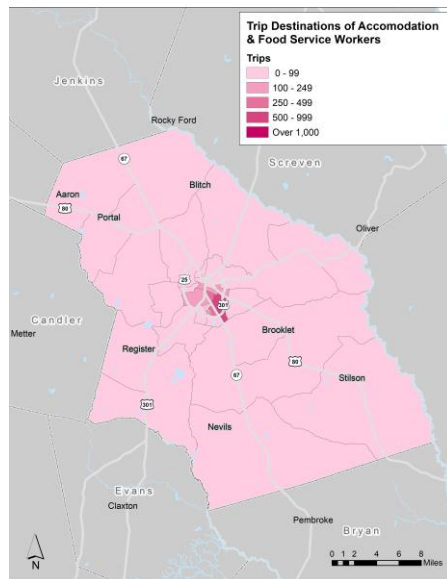 Trip Destinations of Accomodation
& Food Service Workers
Trips
0 - 99
100 - 249
250 - 499
500 - 999
Over 1,000
Jenkins
Rocky Ford
67
Screven
Blitch
Aaron
80
Portal
Oliver
25
301
Candler
Metter
Brooklet
Register
80
67
Stilson
301
Nevils
Evans
Claxton
Pembroke
Bryan
N
0 1 2 4 6 8
Miles